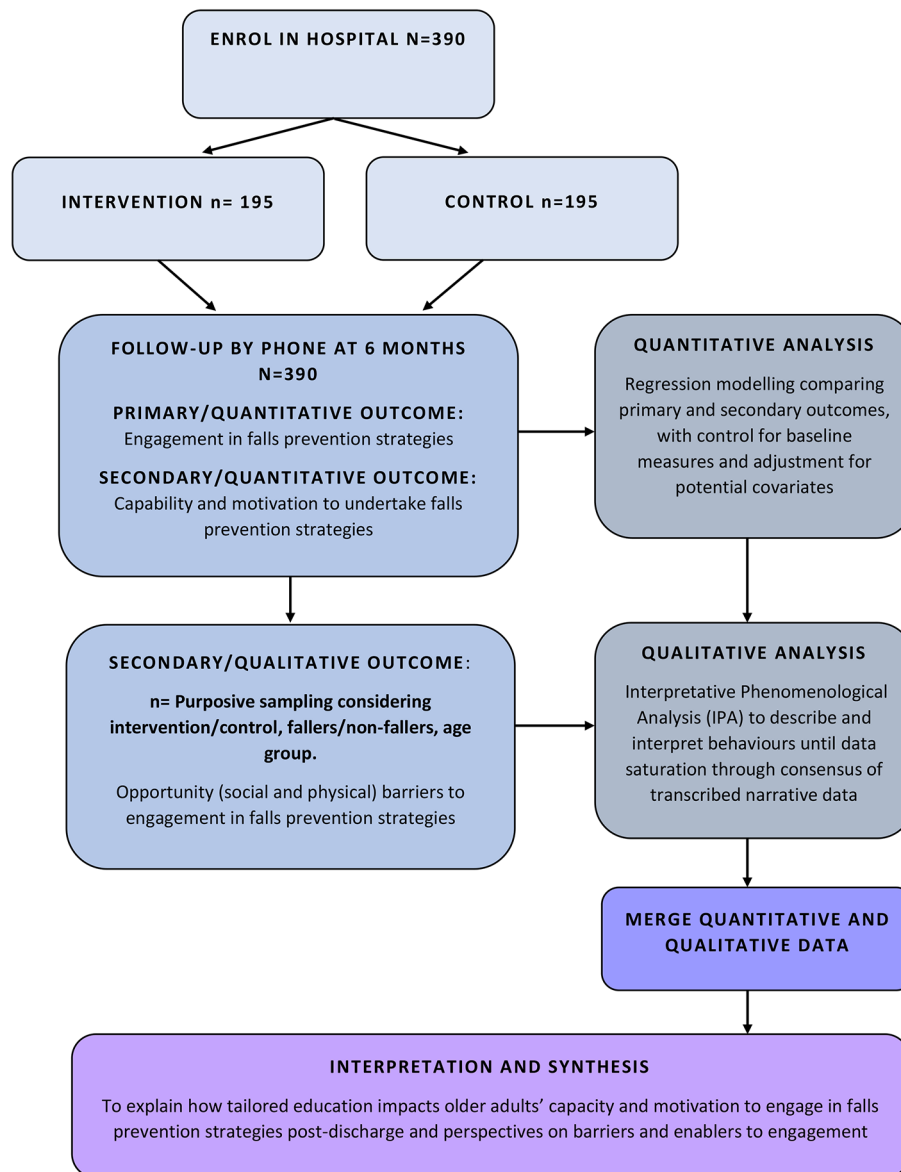 ENROL IN HOSPITAL N=390
INTERVENTION n= 195
CONTROL n=195
FOLLOW-UP BY PHONE AT 6 MONTHS
N=390
PRIMARY/QUANTITATIVE OUTCOME:
Engagement in falls prevention strategies
SECONDARY/QUANTITATIVE OUTCOME:
Capability and motivation to undertake falls
prevention strategies
QUANTITATIVE ANALYSIS
Regression modelling comparing
primary and secondary outcomes,
with control for baseline
measures and adjustment for
potential covariates
SECONDARY/QUALITATIVE OUTCOME:
n= Purposive sampling considering
intervention/control, fallers/non-fallers, age
group.
Opportunity (social and physical) barriers to
engagement in falls prevention strategies
QUALITATIVE ANALYSIS
Interpretative Phenomenological
Analysis (IPA) to describe and
interpret behaviours until data
saturation through consensus of
transcribed narrative data
MERGE QUANTITATIVE AND
QUALITATIVE DATA
INTERPRETATION AND SYNTHESIS
To explain how tailored education impacts older adults’ capacity and motivation to engage in falls
prevention strategies post-discharge and perspectives on barriers and enablers to engagement